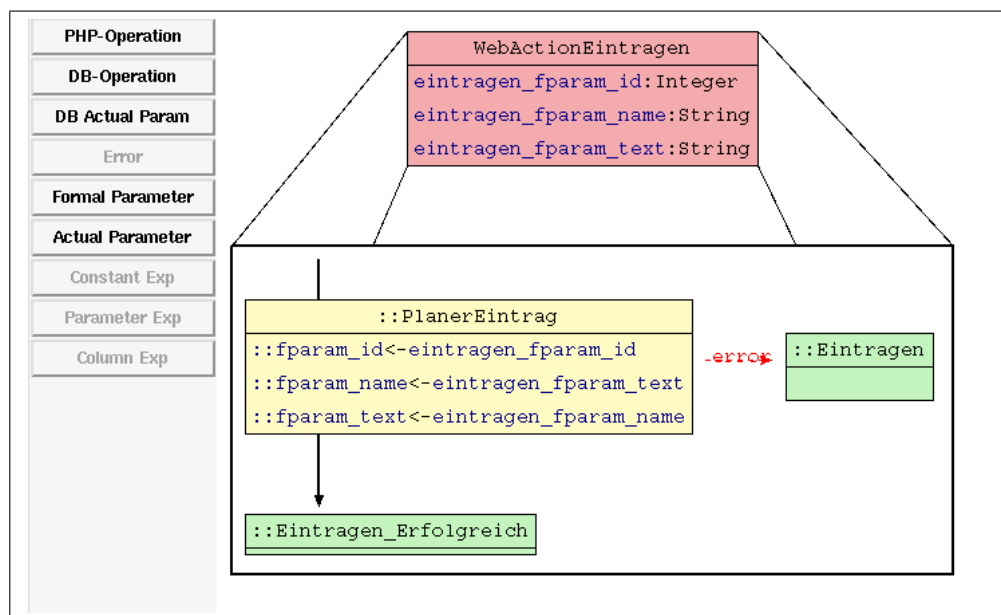 PHP-Operation
DB-Operation
DB Actual Param
Error
Formal Parameter
Actual Parameter
Constant Exp
Parameter Exp
Column Exp
WebActionEintragen
eintragen_fparam_id:Integer
eintragen_fparam_name:String
eintragen_fparam_text:String
::PlanerEintrag
::fparam_id<-eintragen_fparam_id
::fparam_name<-eintragen_fparam_text
::fparam_text<-eintragen_fparam_name
error
::Eintragen
::Eintragen_Erfolgreich